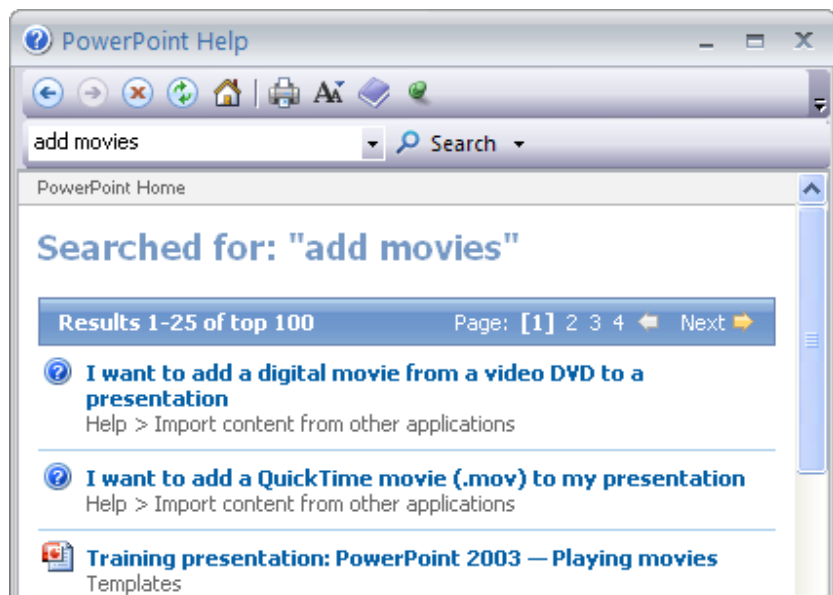 PowerPoint Help
add movies
Search
PowerPoint Home
Searched for: "add movies"
Results 1-25 of top 100 Page: [1] 2 3 4 Next
I want to add a digital movie from a video DVD to a
presentation
Help > Import content from other applications
I want to add a QuickTime movie (.mov) to my presentation
Help > Import content from other applications
Training presentation: PowerPoint 2003 — Playing movies
Templates